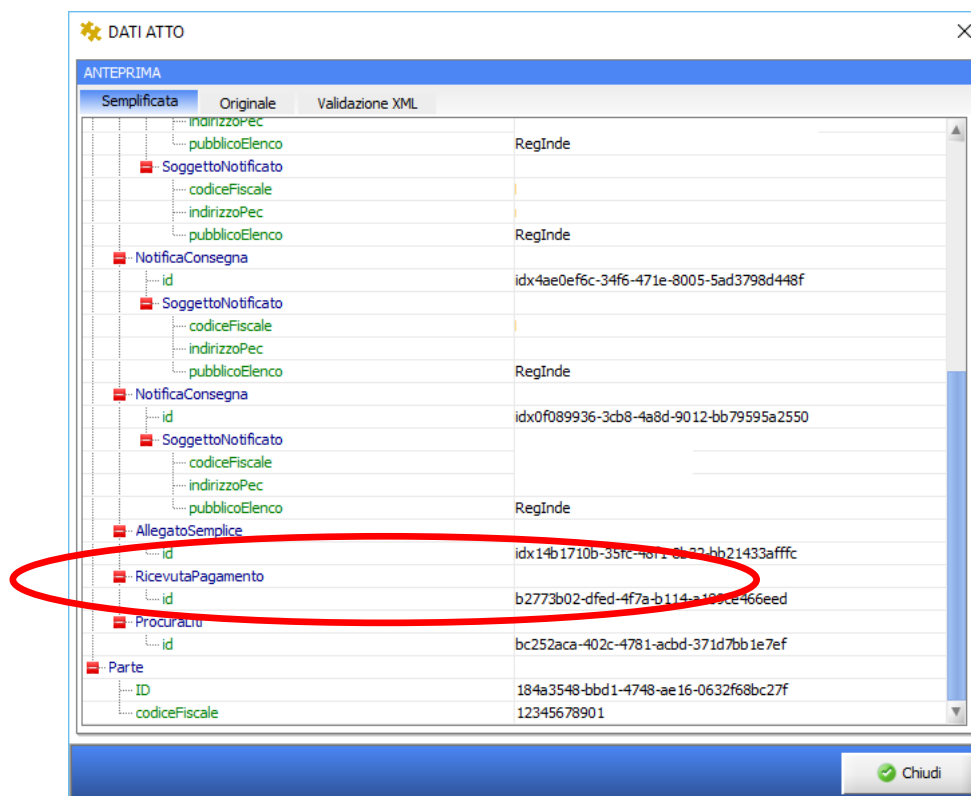 DATI ATTO
ANTEPRIMA
Semplificata Originale Validazione XML
indirizzoPec
pubblicoElenco RegInde
SoggettoNotificato
codiceFiscale
indirizzoPec
pubblicoElenco RegInde
NotificaConsegna
id idx4ae0ef6c-34f6-471e-8005-5ad3798d448f
SoggettoNotificato
codiceFiscale
indirizzoPec
pubblicoElenco RegInde
NotificaConsegna
id idx0f089936-3cb8-4a8d-9012-bb79595a2550
SoggettoNotificato
codiceFiscale
indirizzoPec
pubblicoElenco RegInde
AllegatoSemplice
id
RicevutaPagamento
id
ProcuraLiti
id bc252aca-402c-4781-acbd-371d7bb1e7ef
Parte
ID 184a3548-bbd1-4748-ae16-0632f68bc27f
codiceFiscale 12345678901
Chiudi